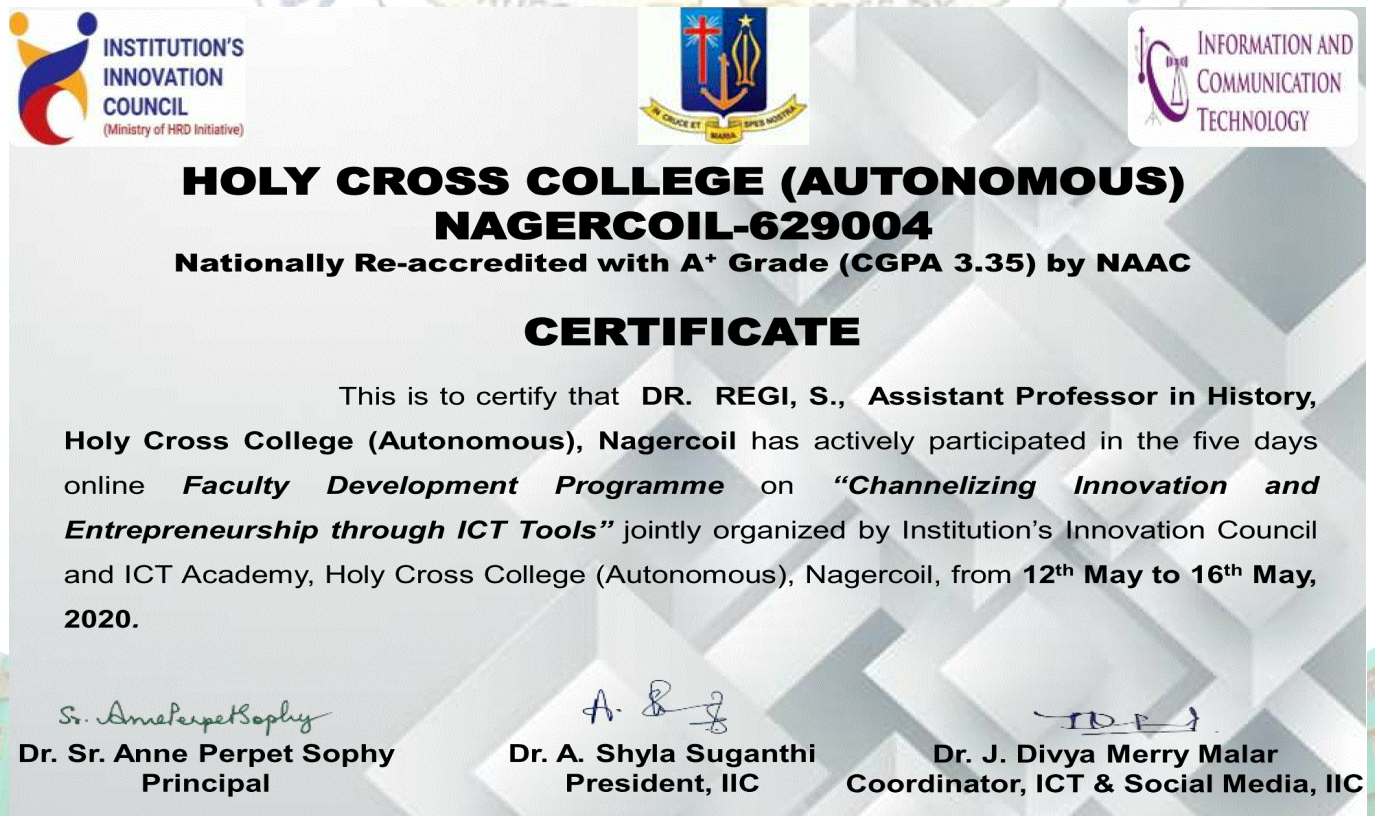 INSTITUTION'S
INNOVATION
COUNCIL
(Ministry of HRD Initiative)
IN CRUCE ET MARIA SPES NOSTRA
INFORMATION AND
COMMUNICATION
TECHNOLOGY
HOLY CROSS COLLEGE (AUTONOMOUS)
NAGERCOIL-629004
Nationally Re-accredited with A+ Grade (CGPA 3.35) by NAAC
CERTIFICATE
This is to certify that DR. REGI, S., Assistant Professor in History,
Holy Cross College (Autonomous), Nagercoil has actively participated in the five days
online Faculty Development Programme on “Channelizing Innovation and
Entrepreneurship through ICT Tools” jointly organized by Institution’s Innovation Council
and ICT Academy, Holy Cross College (Autonomous), Nagercoil, from 12th May to 16th May,
2020.
Sr. AnnePerpetSophy
Dr. Sr. Anne Perpet Sophy
Principal
Dr. A. Shyla Suganthi
President, IIC
Dr. J. Divya Merry Malar
Coordinator, ICT & Social Media, IIC